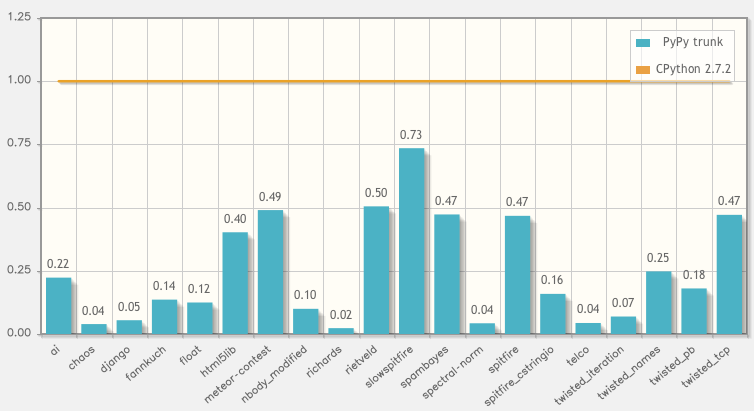 1.25
PyPy trunk
CPython 2.7.2
1.00
0.75
0.50
0.25
0.00
0.22
0.04
0.05
0.14
0.12
0.40
0.49
0.10
0.02
0.50
0.73
0.47
0.04
0.47
0.16
0.04
0.07
0.25
0.18
0.47
ai
chaos
django
fannkuch
float
html5lib
meteor-contest
nbody_modified
richards
rietveld
slowspitfire
spambayes
spectral-norm
spitfire
spitfire_cstringio
telco
twisted_iteration
twisted_names
twisted_pb
twisted_tcp